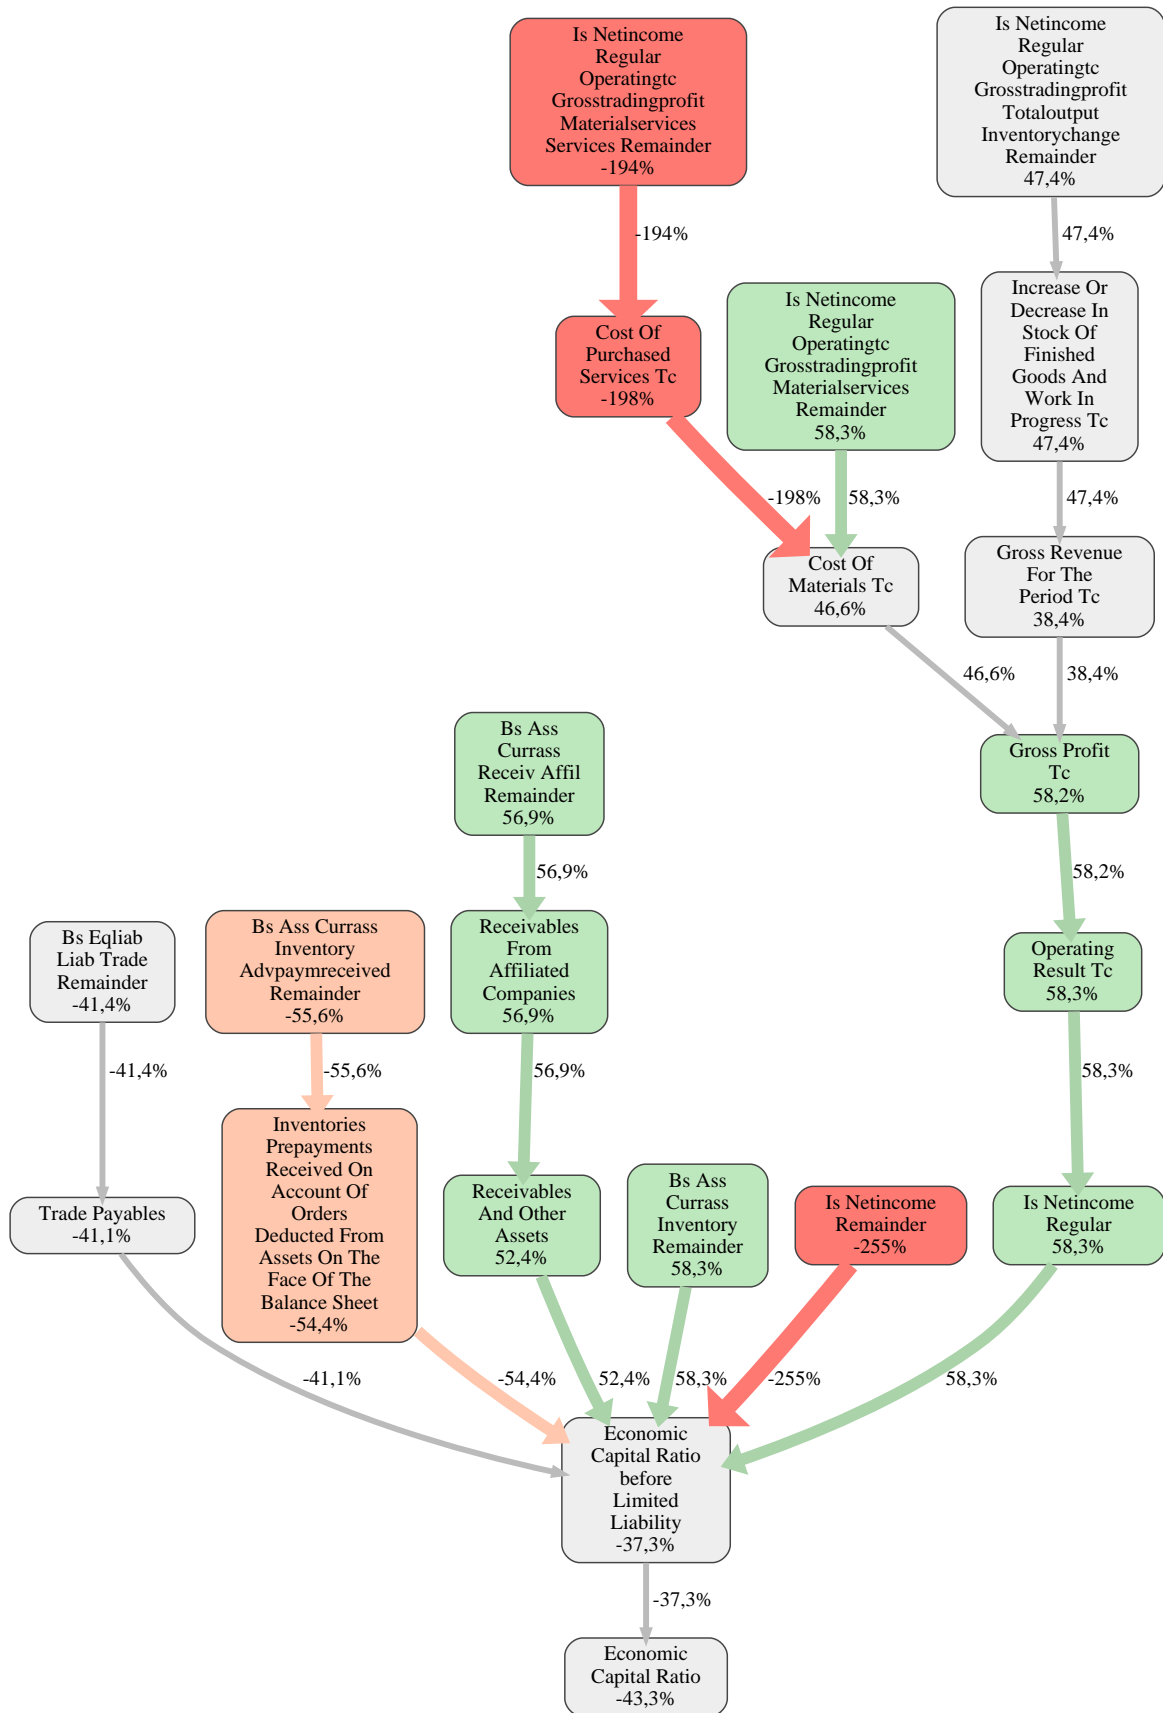 Is Netincome
Regular
Operatingtc
Grosstradingprofit
Materialservices
Services Remainder
-194%
Is Netincome
Regular
Operatingtc
Grosstradingprofit
Totaloutput
Inventorychange
Remainder
47,4%
-194%
47,4%
Cost Of
Purchased
Services Tc
-198%
Is Netincome
Regular
Operatingtc
Grosstradingprofit
Materialservices
Remainder
58,3%
Increase Or
Decrease In
Stock Of
Finished
Goods And
Work In
Progress Tc
47,4%
-198%
58,3%
47,4%
Cost Of
Materials Tc
46,6%
Gross Revenue
For The
Period Tc
38,4%
46,6%
38,4%
Bs Ass
Currass
Receiv Affil
Remainder
56,9%
Gross Profit
Tc
58,2%
56,9%
58,2%
Bs Eqliab
Liab Trade
Remainder
-41,4%
Bs Ass Currass
Inventory
Advpaymreceived
Remainder
-55,6%
Receivables
From
Affiliated
Companies
56,9%
Operating
Result Tc
58,3%
-41,4%
-55,6%
56,9%
58,3%
Trade Payables
-41,1%
Inventories
Prepayments
Received On
Account Of
Orders
Deducted From
Assets On The
Face Of The
Balance Sheet
-54,4%
Receivables
And Other
Assets
52,4%
Bs Ass
Currass
Inventory
Remainder
58,3%
Is Netincome
Remainder
-255%
Is Netincome
Regular
58,3%
-41,1%
-54,4%
52,4%
58,3%
-255%
58,3%
Economic
Capital Ratio
before
Limited
Liability
-37,3%
-37,3%
Economic
Capital Ratio
-43,3%